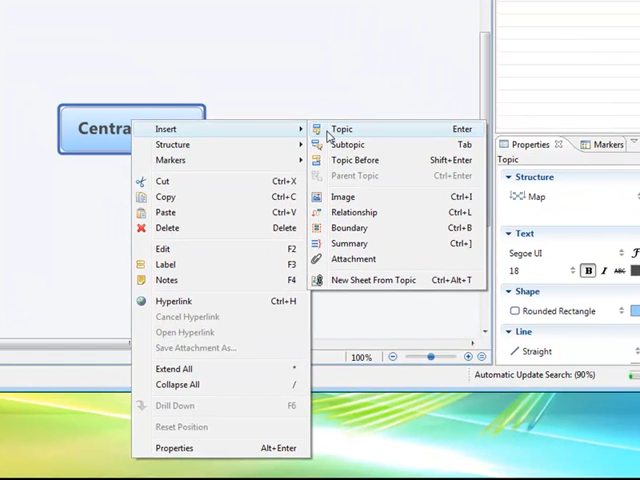 Centra
Insert
Structure
Markers
Cut Ctrl+X
Copy Ctrl+C
Paste Ctrl+V
Delete Delete
Edit F2
Label F3
Notes F4
Hyperlink Ctrl+H
Cancel Hyperlink
Open Hyperlink
Save Attachment As...
Extend All *
Collapse All /
Drill Down F6
Reset Position
Properties Alt+Enter
Topic Enter
Subtopic Tab
Topic Before Shift+Enter
Parent Topic Ctrl+Enter
Image Ctrl+I
Relationship Ctrl+L
Boundary Ctrl+B
Summary Ctrl+]
Attachment
New Sheet From Topic Ctrl+Alt+T
100%
Properties Markers
Topic
Structure
Map
Text
Segoe UI
18 B I ABC
Shape
Rounded Rectangle
Line
Straight
Automatic Update Search: (90%)